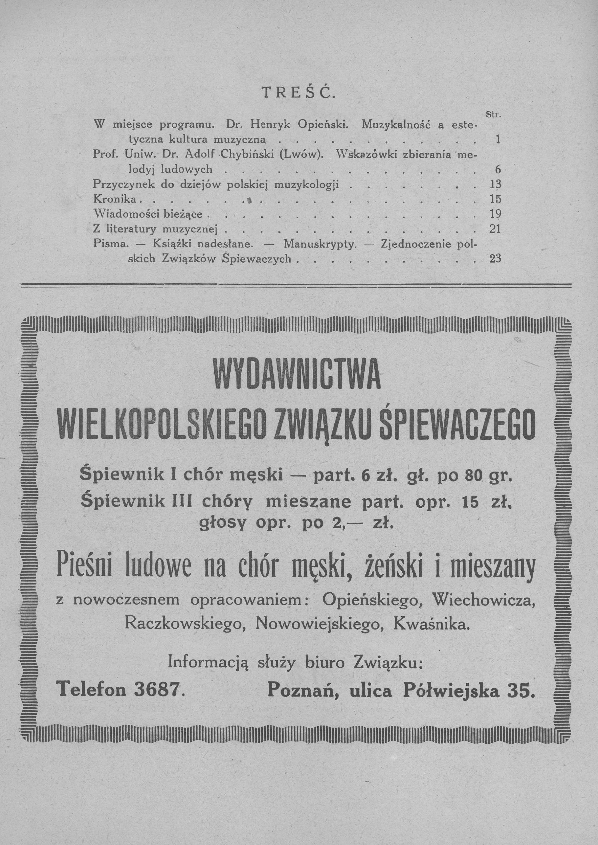 TREŚĆ.
Str.
W miejsce programu. Dr. Henryk Opieński. Muzykalność a este-
tyczna kultura muzyczna . . . . . . . . . . . 1
Prof. Uniw. Dr. Adolf Chybiński (Lwów). Wskazówki zbierania me-
lodyj ludowych . . . . . . . . . . . . . 6
Przyczynek do dziejów polskiej muzykologji . . . . . . . . 13
Kronika . . . . . . . . . . . . . . . . 15
Wiadomości bieżące . . . . . . . . . . . . . 19
Z literatury muzycznej . . . . . . . . . . . . 21
Pisma. — Książki nadesłane. — Manuskrypty. — Zjednoczenie pol-
skich Związków Śpiewaczych . . . . . . . . . . 23
WYDAWNICTWA
WIELKOPOLSKIEGO ZWIĄZKU ŚPIEWACZEGO
Śpiewnik I chór męski — part. 6 zł. gł. po 80 gr.
Śpiewnik III chóry mieszane part. opr. 15 zł.
głosy opr. po 2,— zł.
Pieśni ludowe na chór męski, żeński i mieszany
z nowoczesnem opracowaniem: Opieńskiego, Wiechowicza,
Raczkowskiego, Nowowiejskiego, Kwaśnika.
Informacją służy biuro Związku:
Telefon 3687. Poznań, ulica Półwiejska 35.